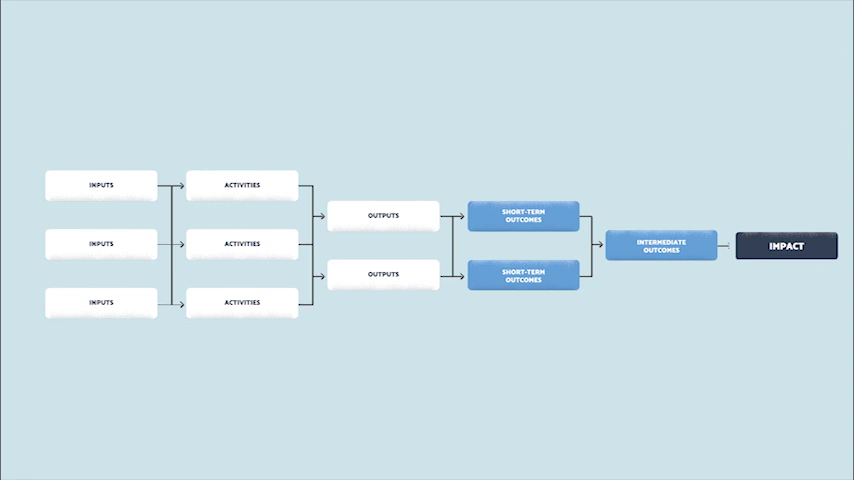 INPUTS
ACTIVITIES
OUTPUTS
SHORT-TERM
OUTCOMES
INPUTS
ACTIVITIES
INTERMEDIATE
OUTCOMES
IMPACT
OUTPUTS
SHORT-TERM
OUTCOMES
INPUTS
ACTIVITIES